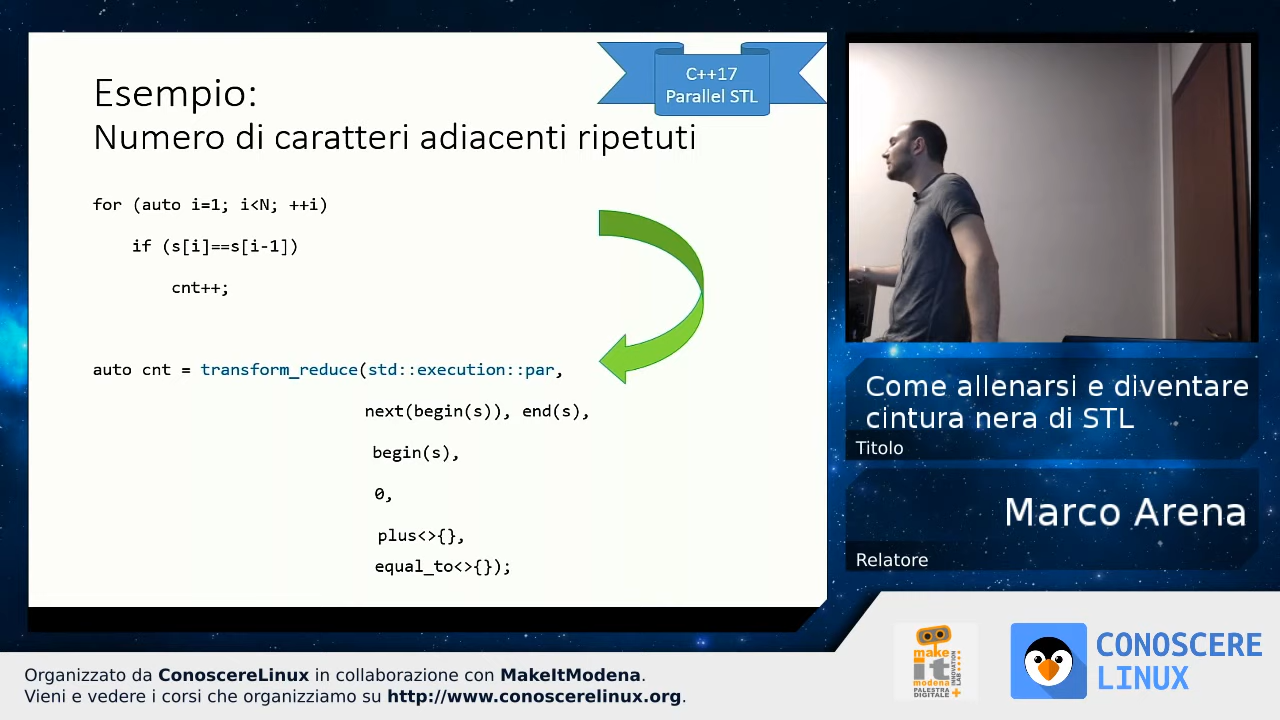 C++17
Parallel STL
Esempio:
Numero di caratteri adiacenti ripetuti
for (auto i=1; i<N; ++i)
if (s[i]==s[i-1])
cnt++;
auto cnt = transform_reduce(std::execution::par,
next(begin(s)), end(s),
begin(s),
0,
plus<>{},
equal_to<>{});
Come allenarsi e diventare
cintura nera di STL
Titolo
Marco Arena
Relatore
make
it
modena
PALESTRA
DIGITALE
INNOVATION
LAB
CONOSCERE
LINUX
Organizzato da ConoscereLinux in collaborazione con MakeItModena.
Vieni e vedere i corsi che organizziamo su http://www.conoscerelinux.org.